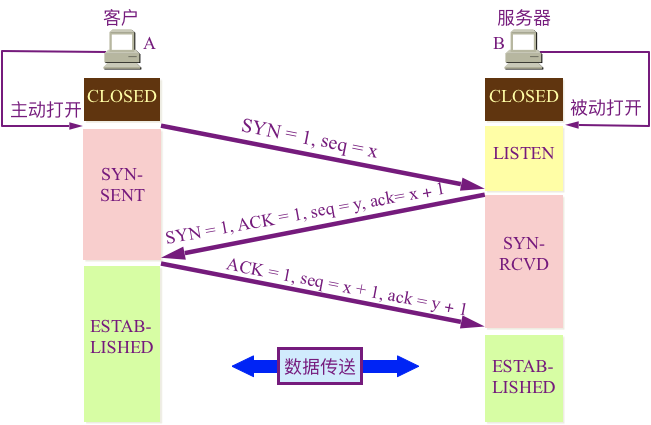 客户
服务器
A
B
CLOSED
CLOSED
主动打开
被动打开
SYN = 1, seq = x
LISTEN
SYN-
SENT
SYN = 1, ACK = 1, seq = y, ack= x + 1
SYN-
RCVD
ACK = 1, seq = x + 1, ack = y + 1
ESTAB-
LISHED
数据传送
ESTAB-
LISHED